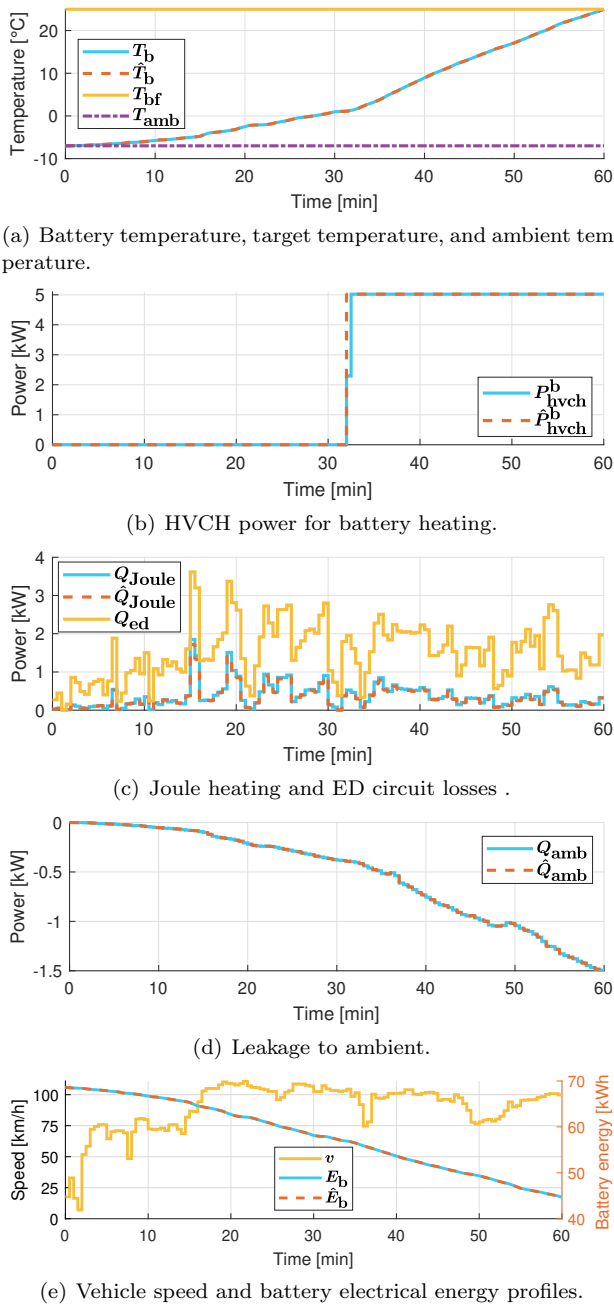 Temperature [°C]
20
10
0
-10
T_b
T̂_b
T_bf
T_amb
0 10 20 30 40 50 60
Time [min]
(a) Battery temperature, target temperature, and ambient tem
perature.
Power [kW]
5
4
3
2
1
0
P^b_hvch
P̂^b_hvch
0 10 20 30 40 50 60
Time [min]
(b) HVCH power for battery heating.
Power [kW]
4
3
2
1
0
Q_Joule
Q̂_Joule
Q_ed
0 10 20 30 40 50 60
Time [min]
(c) Joule heating and ED circuit losses .
Power [kW]
0
-0.5
-1
-1.5
Q_amb
Q̂_amb
0 10 20 30 40 50 60
Time [min]
(d) Leakage to ambient.
Speed [km/h]
100
75
50
25
0
v
E_b
Ê_b
70
60
50
40
Battery energy [kWh
0 10 20 30 40 50 60
Time [min]
(e) Vehicle speed and battery electrical energy profiles.